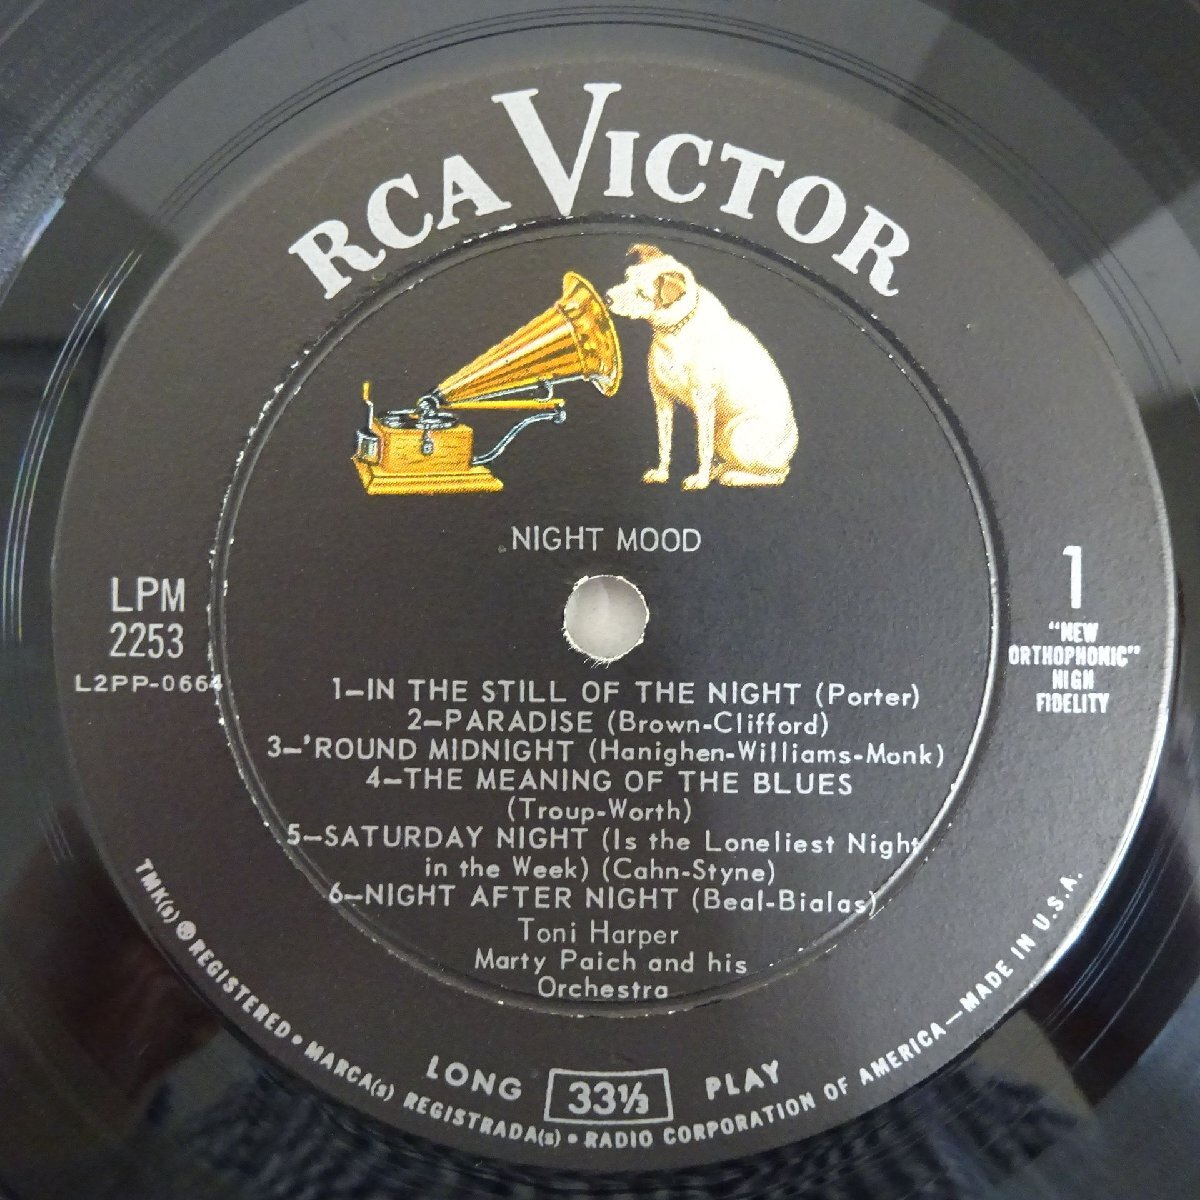 RCA VICTOR
NIGHT MOOD
LPM
2253
L2PP-0664
1
"NEW
ORTHOPHONIC"
HIGH
FIDELITY
1—IN THE STILL OF THE NIGHT (Porter)
2—PARADISE (Brown-Clifford)
3—'ROUND MIDNIGHT (Hanighen-Williams-Monk)
4—THE MEANING OF THE BLUES
(Troup-Worth)
5—SATURDAY NIGHT (Is the Loneliest Night
in the Week) (Cahn-Styne)
6—NIGHT AFTER NIGHT (Beal-Bialas)
Toni Harper
Marty Paich and his
Orchestra
LONG 33⅓ PLAY
TMK(s) ® REGISTERED • MARCA(s) REGISTRADA(s) • RADIO CORPORATION OF AMERICA—MADE IN U.S.A.